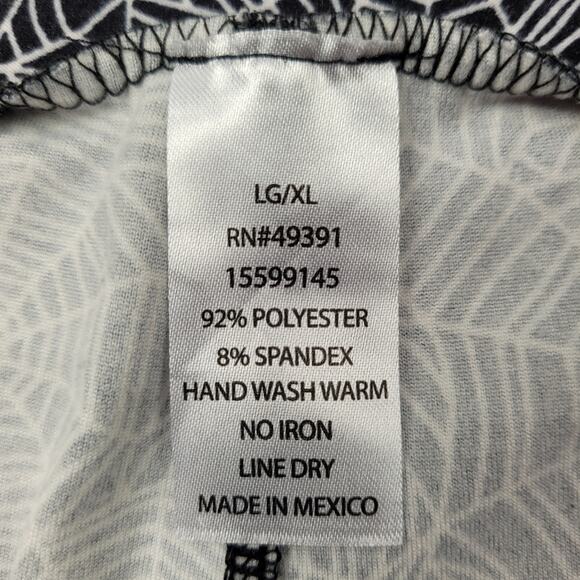 LG/XL
RN#49391
15599145
92% POLYESTER
8% SPANDEX
HAND WASH WARM
NO IRON
LINE DRY
MADE IN MEXICO